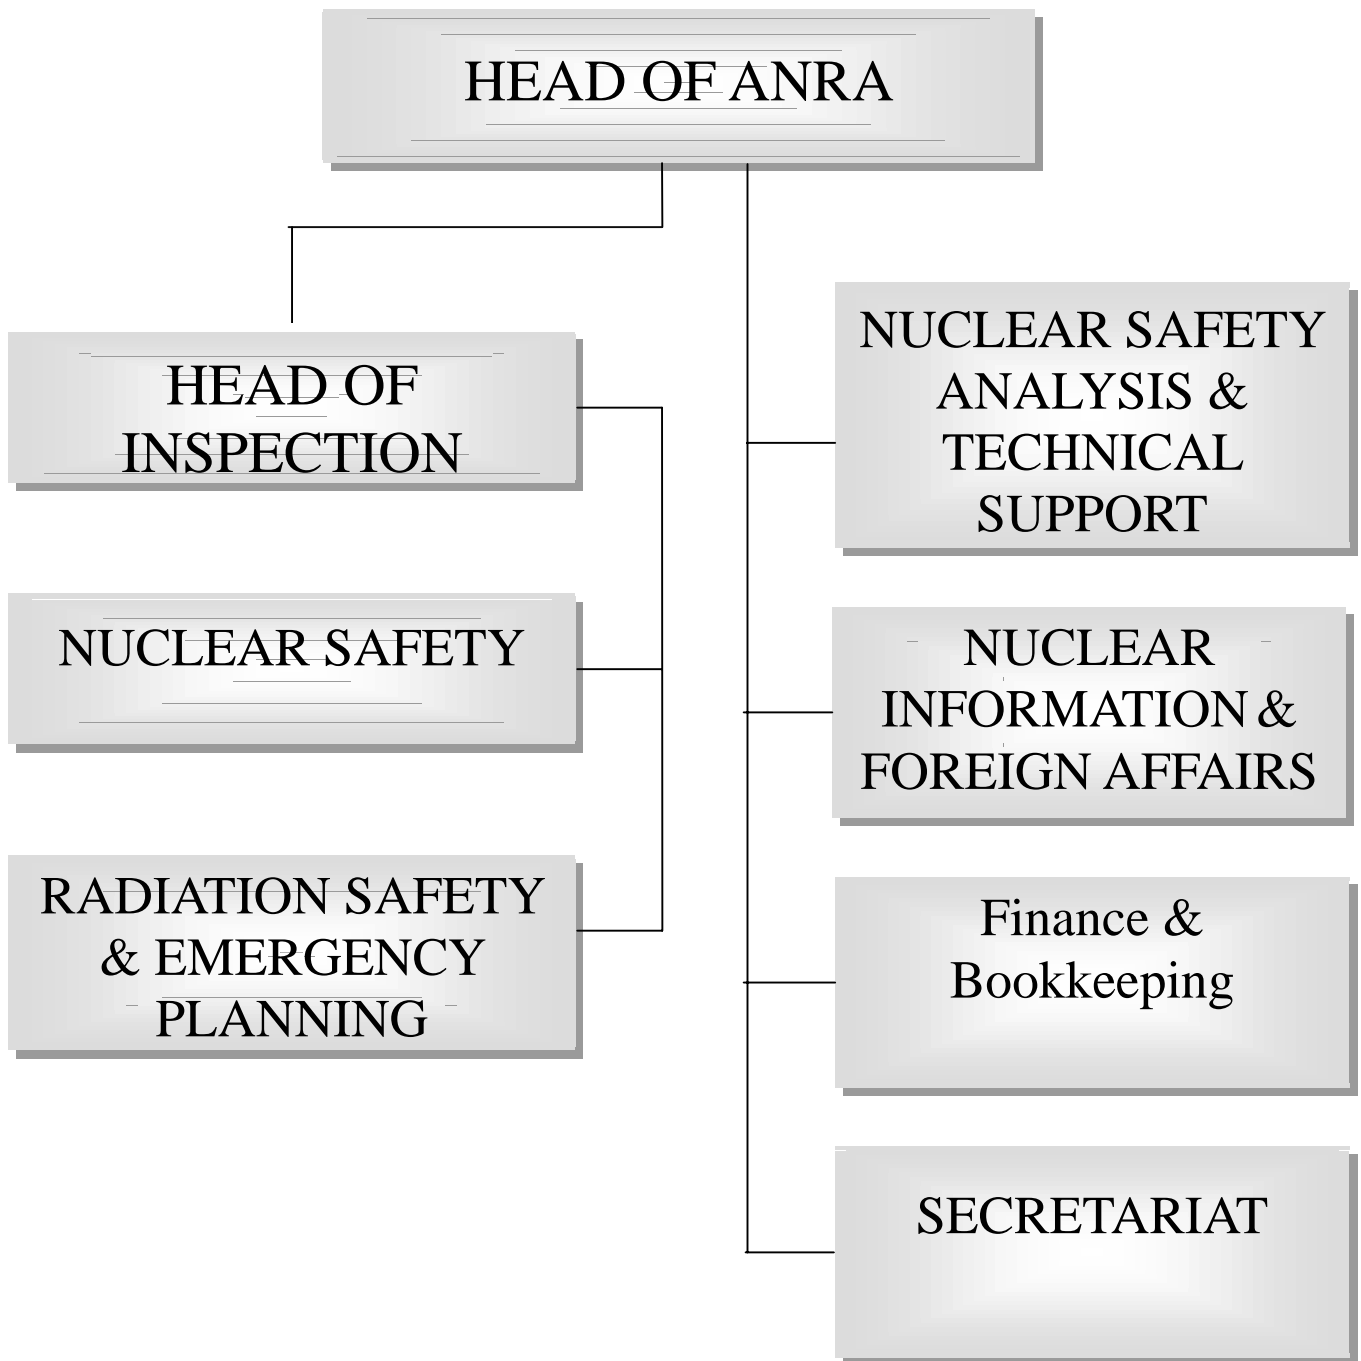 HEAD OF ANRA
HEAD OF
INSPECTION
NUCLEAR SAFETY
RADIATION SAFETY
& EMERGENCY
PLANNING
NUCLEAR SAFETY
ANALYSIS &
TECHNICAL
SUPPORT
NUCLEAR
INFORMATION &
FOREIGN AFFAIRS
Finance &
Bookkeeping
SECRETARIAT